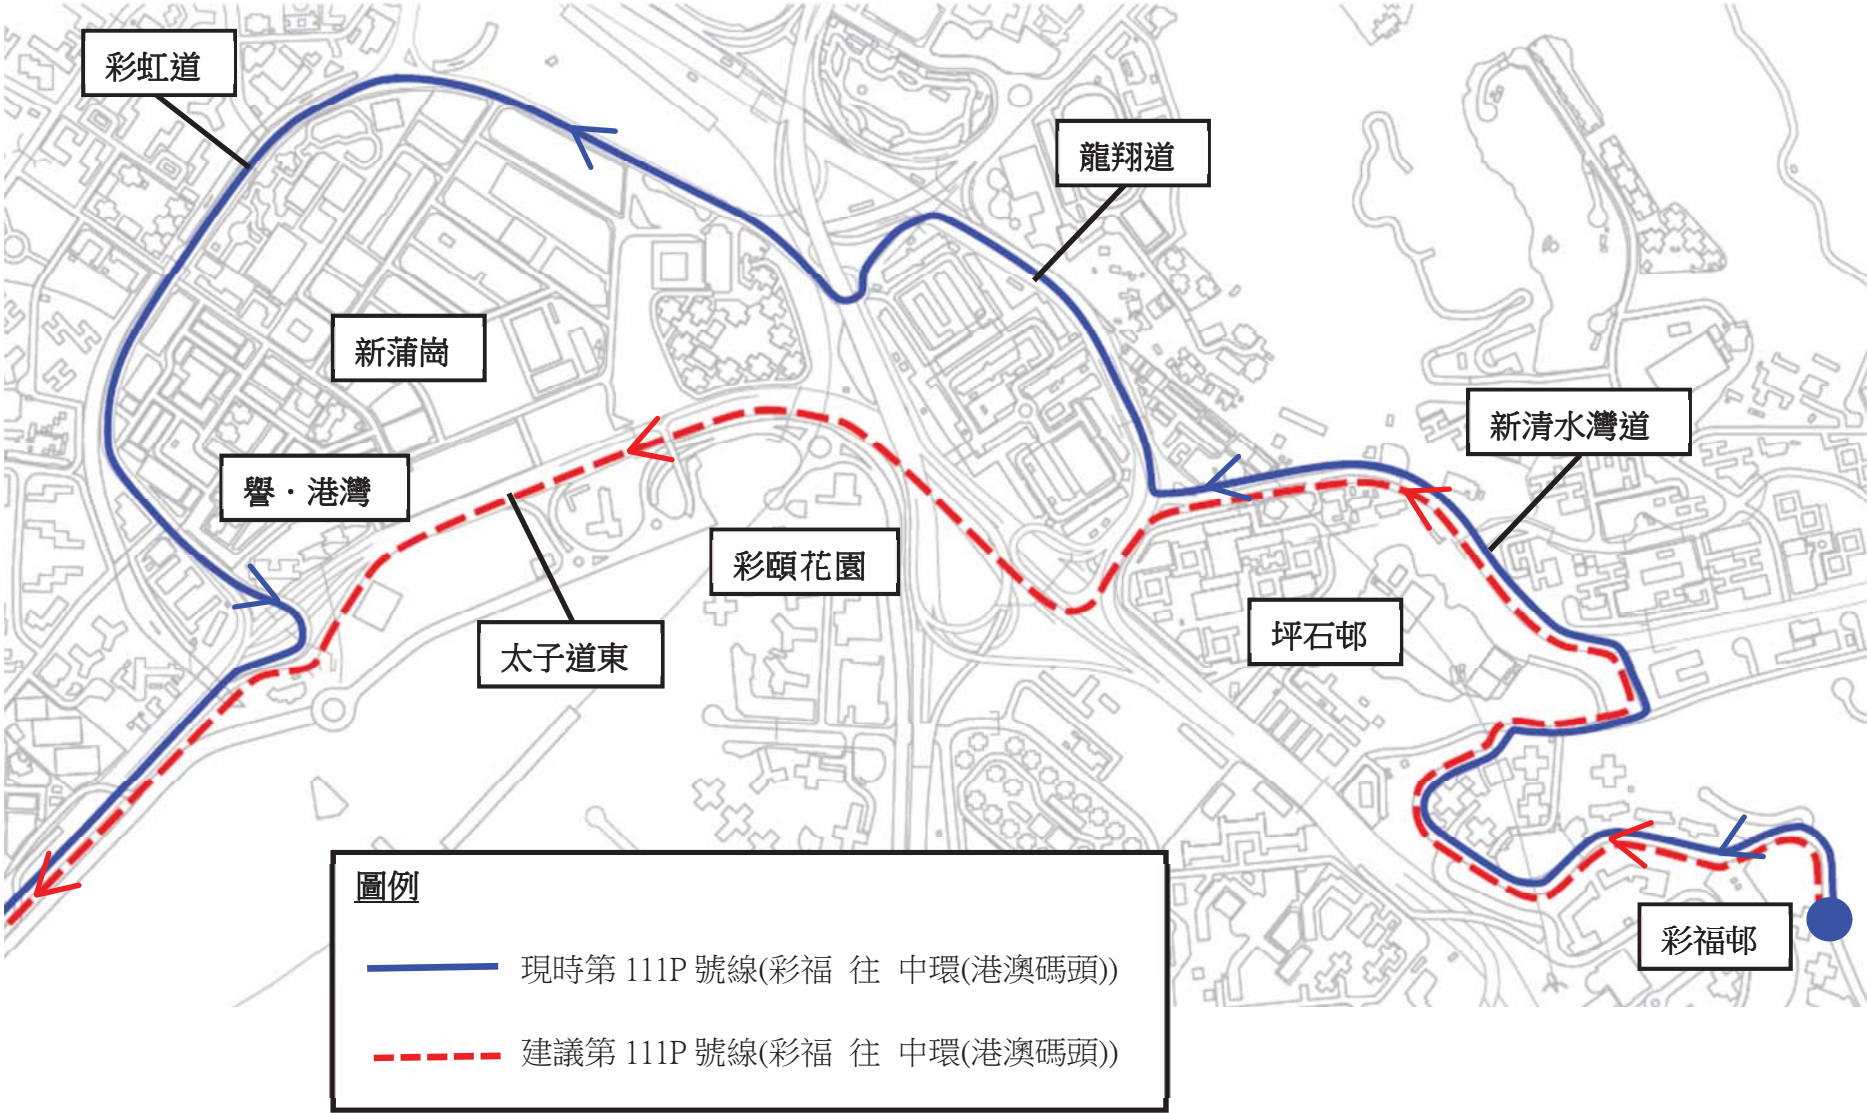 彩虹道
龍翔道
新蒲崗
新清水灣道
譽．港灣
彩頤花園
坪石邨
太子道東
彩福邨
圖例
現時第 111P 號線(彩福 往 中環(港澳碼頭))
建議第 111P 號線(彩福 往 中環(港澳碼頭))